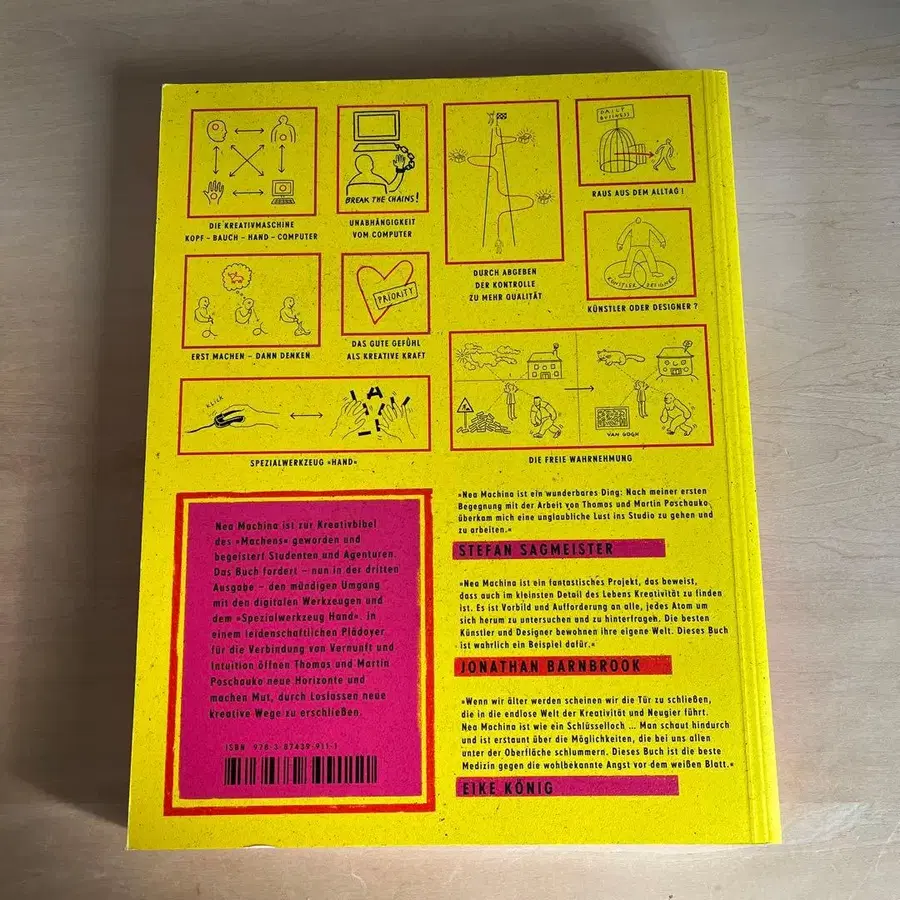 DIE KREATIVMASCHINE
KOPF – BAUCH – HAND – COMPUTER
BREAK THE CHAINS!
UNABHÄNGIGKEIT
VOM COMPUTER
DURCH ABGEBEN
DER KONTROLLE
ZU MEHR QUALITÄT
DAILY
BUSINESS
RAUS AUS DEM ALLTAG!
ERST MACHEN – DANN DENKEN
PRIORITY
DAS GUTE GEFÜHL
ALS KREATIVE KRAFT
KÜNSTLER DESIGNER
KÜNSTLER ODER DESIGNER?
KLICK
SPEZIALWERKZEUG »HAND«
VAN GOGH
DIE FREIE WAHRNEHMUNG
Nea Machina ist zur Kreativbibel
des »Machens« geworden und
begeistert Studenten und Agenturen.
Das Buch fordert – nun in der dritten
Ausgabe – den mündigen Umgang
mit den digitalen Werkzeugen und
dem »Spezialwerkzeug Hand«. in
einem leidenschaftlichen Plädoyer
für die Verbindung von Vernunft und
Intuition öffnen Thomas und Martin
Poschauko neue Horizonte und
machen Mut, durch Loslassen neue
kreative Wege zu erschließen.
ISBN 978-3-87439-911-1
»Nea Machina ist ein wunderbares Ding: Nach meiner ersten
Begegnung mit der Arbeit von Thomas und Martin Poschauko
überkam mich eine unglaubliche Lust ins Studio zu gehen und
zu arbeiten.«
STEFAN SAGMEISTER
»Nea Machina ist ein fantastisches Projekt, das beweist,
dass auch im kleinsten Detail des Lebens Kreativität zu finden
ist. Es ist Vorbild und Aufforderung an alle, jedes Atom um
sich herum zu untersuchen und zu hinterfragen. Die besten
Künstler und Designer bewohnen ihre eigene Welt. Dieses Buch
ist wahrlich ein Beispiel dafür.«
JONATHAN BARNBROOK
»Wenn wir älter werden scheinen wir die Tür zu schließen,
die in die endlose Welt der Kreativität und Neugier führt.
Nea Machina ist wie ein Schlüsselloch ... Man schaut hindurch
und ist erstaunt über die Möglichkeiten, die bei uns allen
unter der Oberfläche schlummern. Dieses Buch ist die beste
Medizin gegen die wohlbekannte Angst vor dem weißen Blatt.«
EIKE KÖNIG